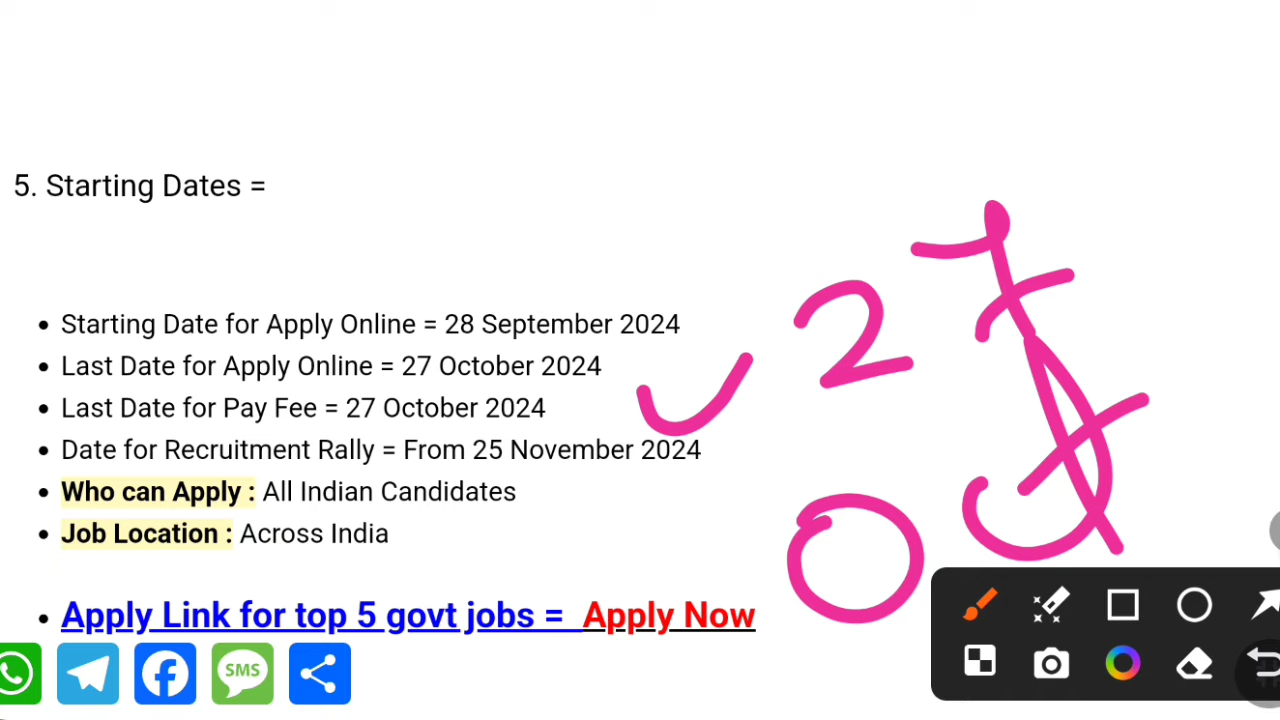 5. Starting Dates =
Starting Date for Apply Online = 28 September 2024
Last Date for Apply Online = 27 October 2024
Last Date for Pay Fee = 27 October 2024
Date for Recruitment Rally = From 25 November 2024
Who can Apply : All Indian Candidates
Job Location : Across India
Apply Link for top 5 govt jobs = Apply Now
27
SMS